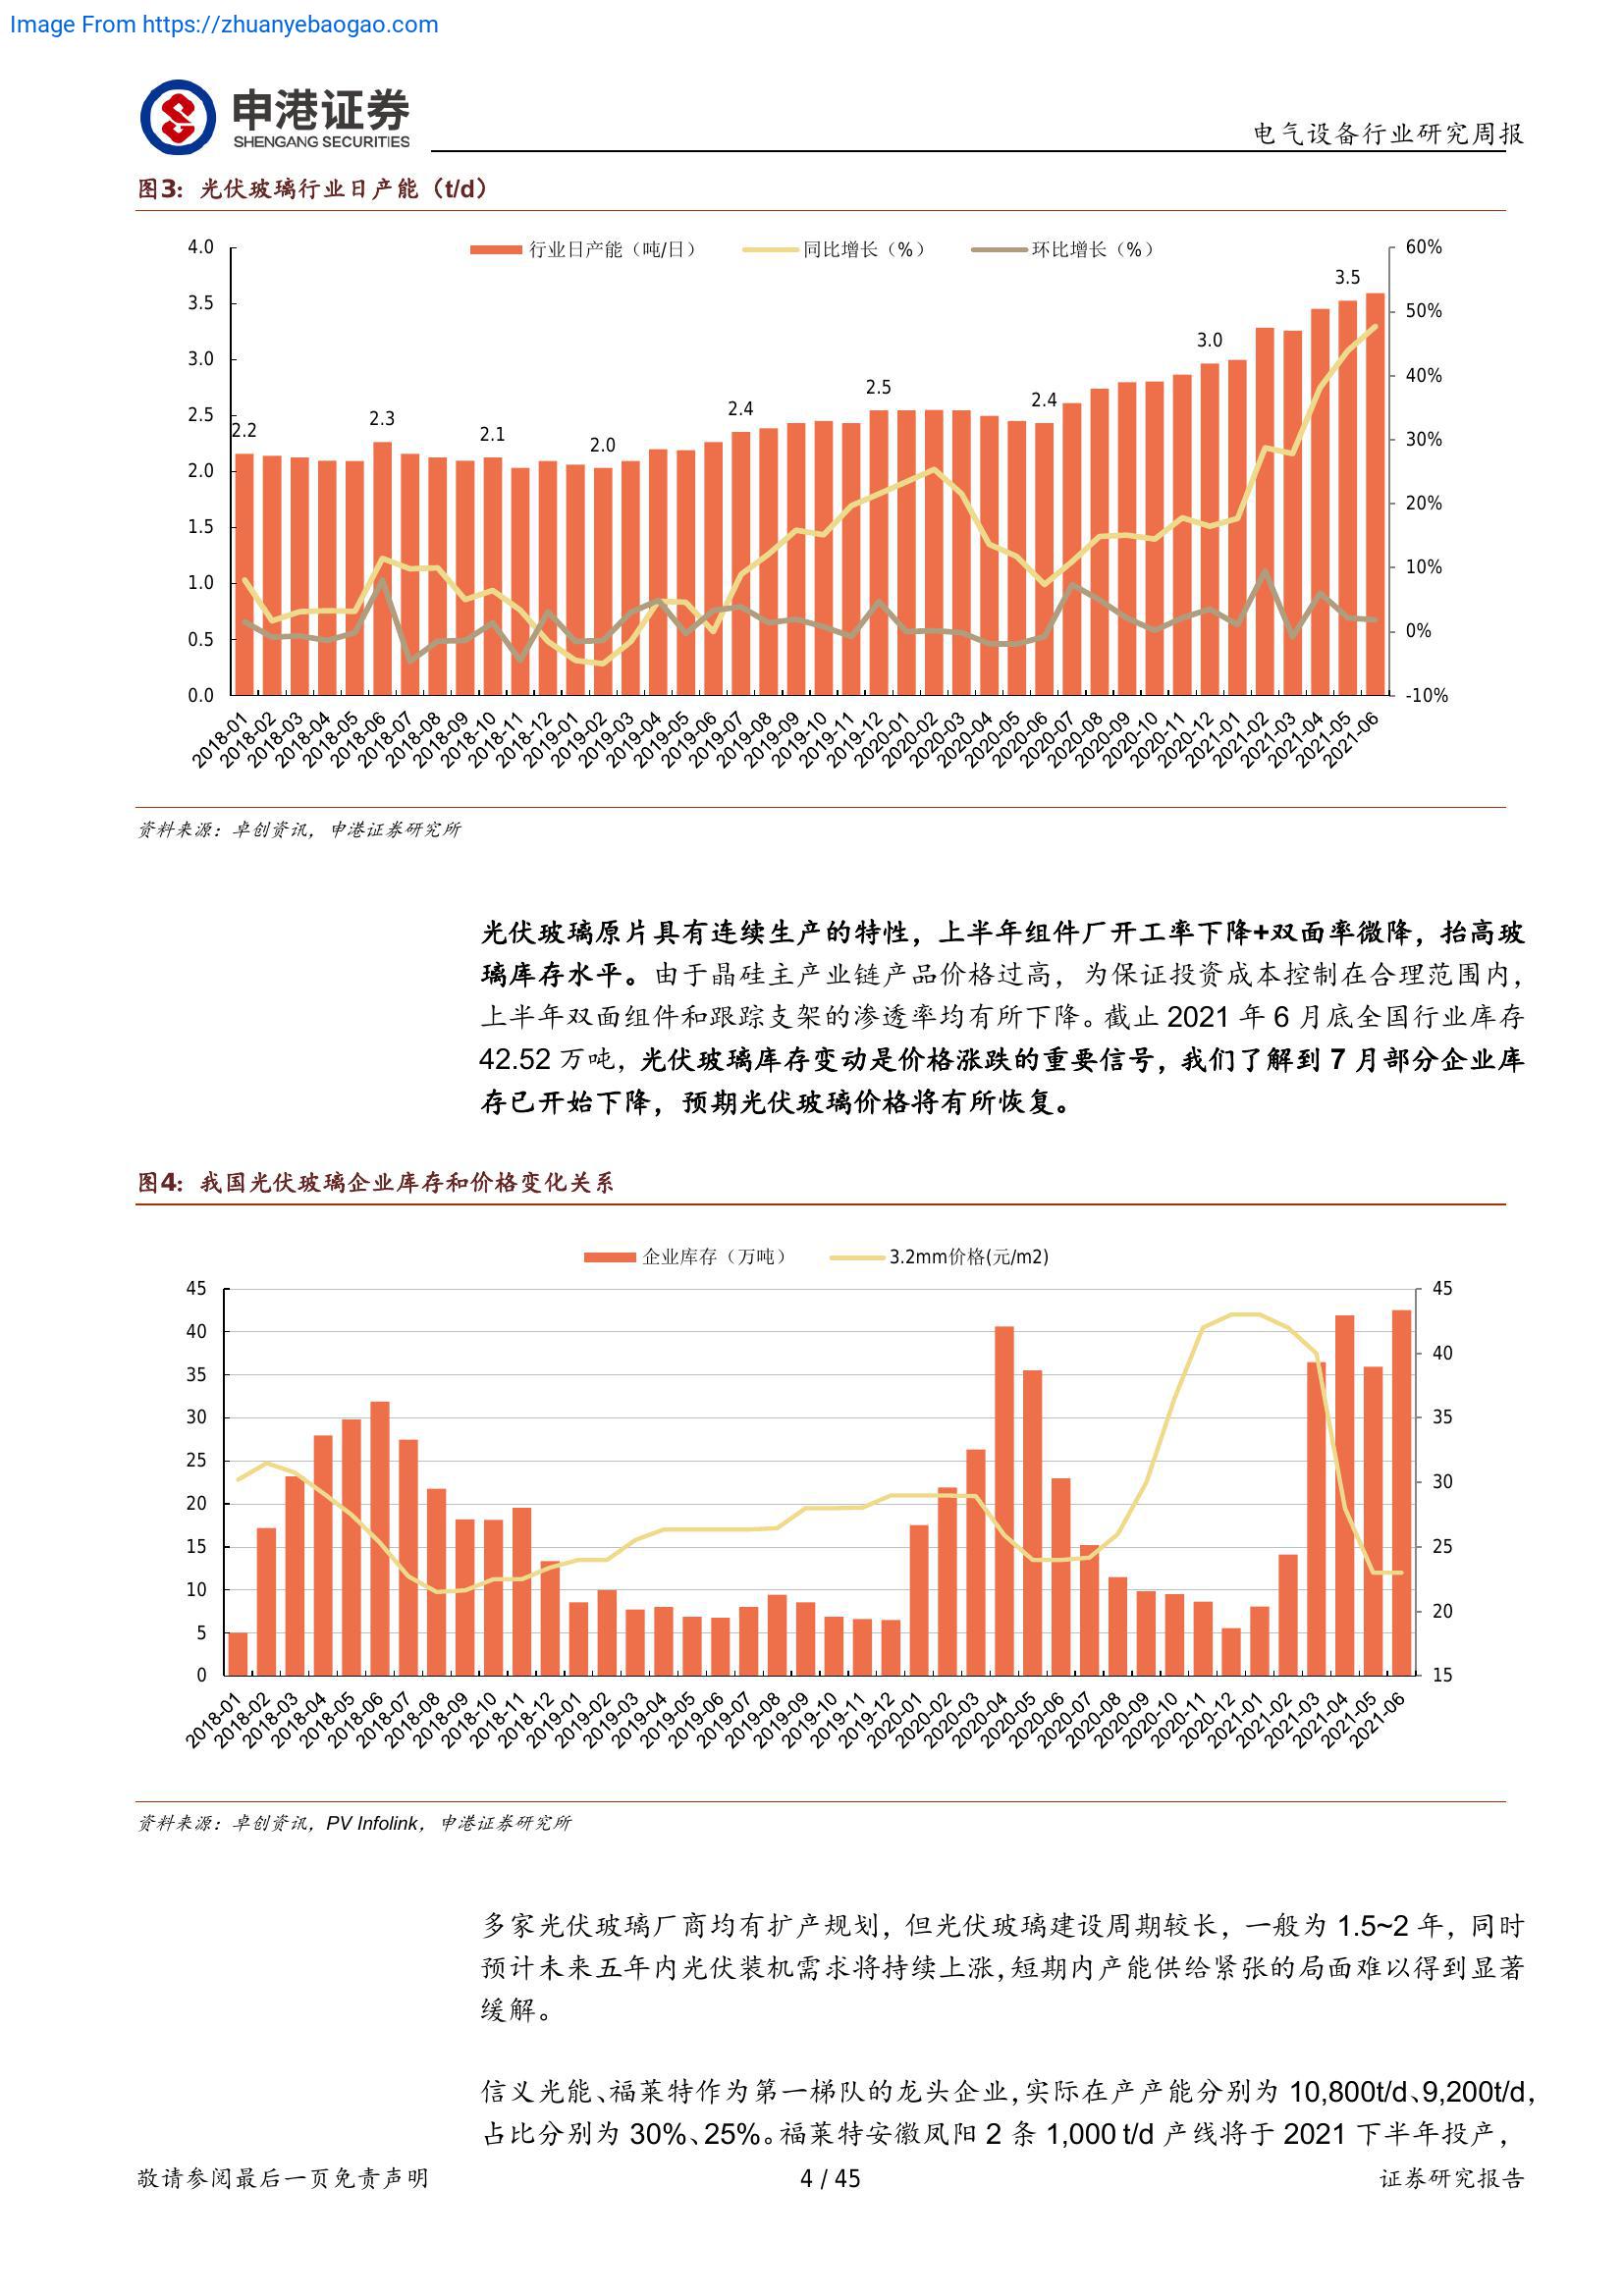 Image From https://zhuanyebaogao.com
申港证券
SHENGANG SECURITIES
电气设备行业研究周报
图3：光伏玻璃行业日产能（t/d）
行业日产能（吨/日） 同比增长（%） 环比增长（%）
4.0
3.5
3.0
2.5
2.0
1.5
1.0
0.5
0.0
2.2
2.3
2.1
2.0
2.4
2.5
2.4
3.0
3.5
60%
50%
40%
30%
20%
10%
0%
-10%
2018-01 2018-02 2018-03 2018-04 2018-05 2018-06 2018-07 2018-08 2018-09 2018-10 2018-11 2018-12 2019-01 2019-02 2019-03 2019-04 2019-05 2019-06 2019-07 2019-08 2019-09 2019-10 2019-11 2019-12 2020-01 2020-02 2020-03 2020-04 2020-05 2020-06 2020-07 2020-08 2020-09 2020-10 2020-11 2020-12 2021-01 2021-02 2021-03 2021-04 2021-05 2021-06
资料来源：卓创资讯，申港证券研究所
光伏玻璃原片具有连续生产的特性，上半年组件厂开工率下降+双面率微降，抬高玻
璃库存水平。由于晶硅主产业链产品价格过高，为保证投资成本控制在合理范围内，
上半年双面组件和跟踪支架的渗透率均有所下降。截止 2021 年 6 月底全国行业库存
42.52 万吨，光伏玻璃库存变动是价格涨跌的重要信号，我们了解到 7 月部分企业库
存已开始下降，预期光伏玻璃价格将有所恢复。
图4：我国光伏玻璃企业库存和价格变化关系
企业库存（万吨） 3.2mm价格(元/m2)
45
40
35
30
25
20
15
10
5
0
45
40
35
30
25
20
15
2018-01 2018-02 2018-03 2018-04 2018-05 2018-06 2018-07 2018-08 2018-09 2018-10 2018-11 2018-12 2019-01 2019-02 2019-03 2019-04 2019-05 2019-06 2019-07 2019-08 2019-09 2019-10 2019-11 2019-12 2020-01 2020-02 2020-03 2020-04 2020-05 2020-06 2020-07 2020-08 2020-09 2020-10 2020-11 2020-12 2021-01 2021-02 2021-03 2021-04 2021-05 2021-06
资料来源：卓创资讯，PV Infolink，申港证券研究所
多家光伏玻璃厂商均有扩产规划，但光伏玻璃建设周期较长，一般为 1.5~2 年，同时
预计未来五年内光伏装机需求将持续上涨，短期内产能供给紧张的局面难以得到显著
缓解。
信义光能、福莱特作为第一梯队的龙头企业，实际在产产能分别为 10,800t/d、9,200t/d，
占比分别为 30%、25%。福莱特安徽凤阳 2 条 1,000 t/d 产线将于 2021 下半年投产，
敬请参阅最后一页免责声明
4 / 45
证券研究报告